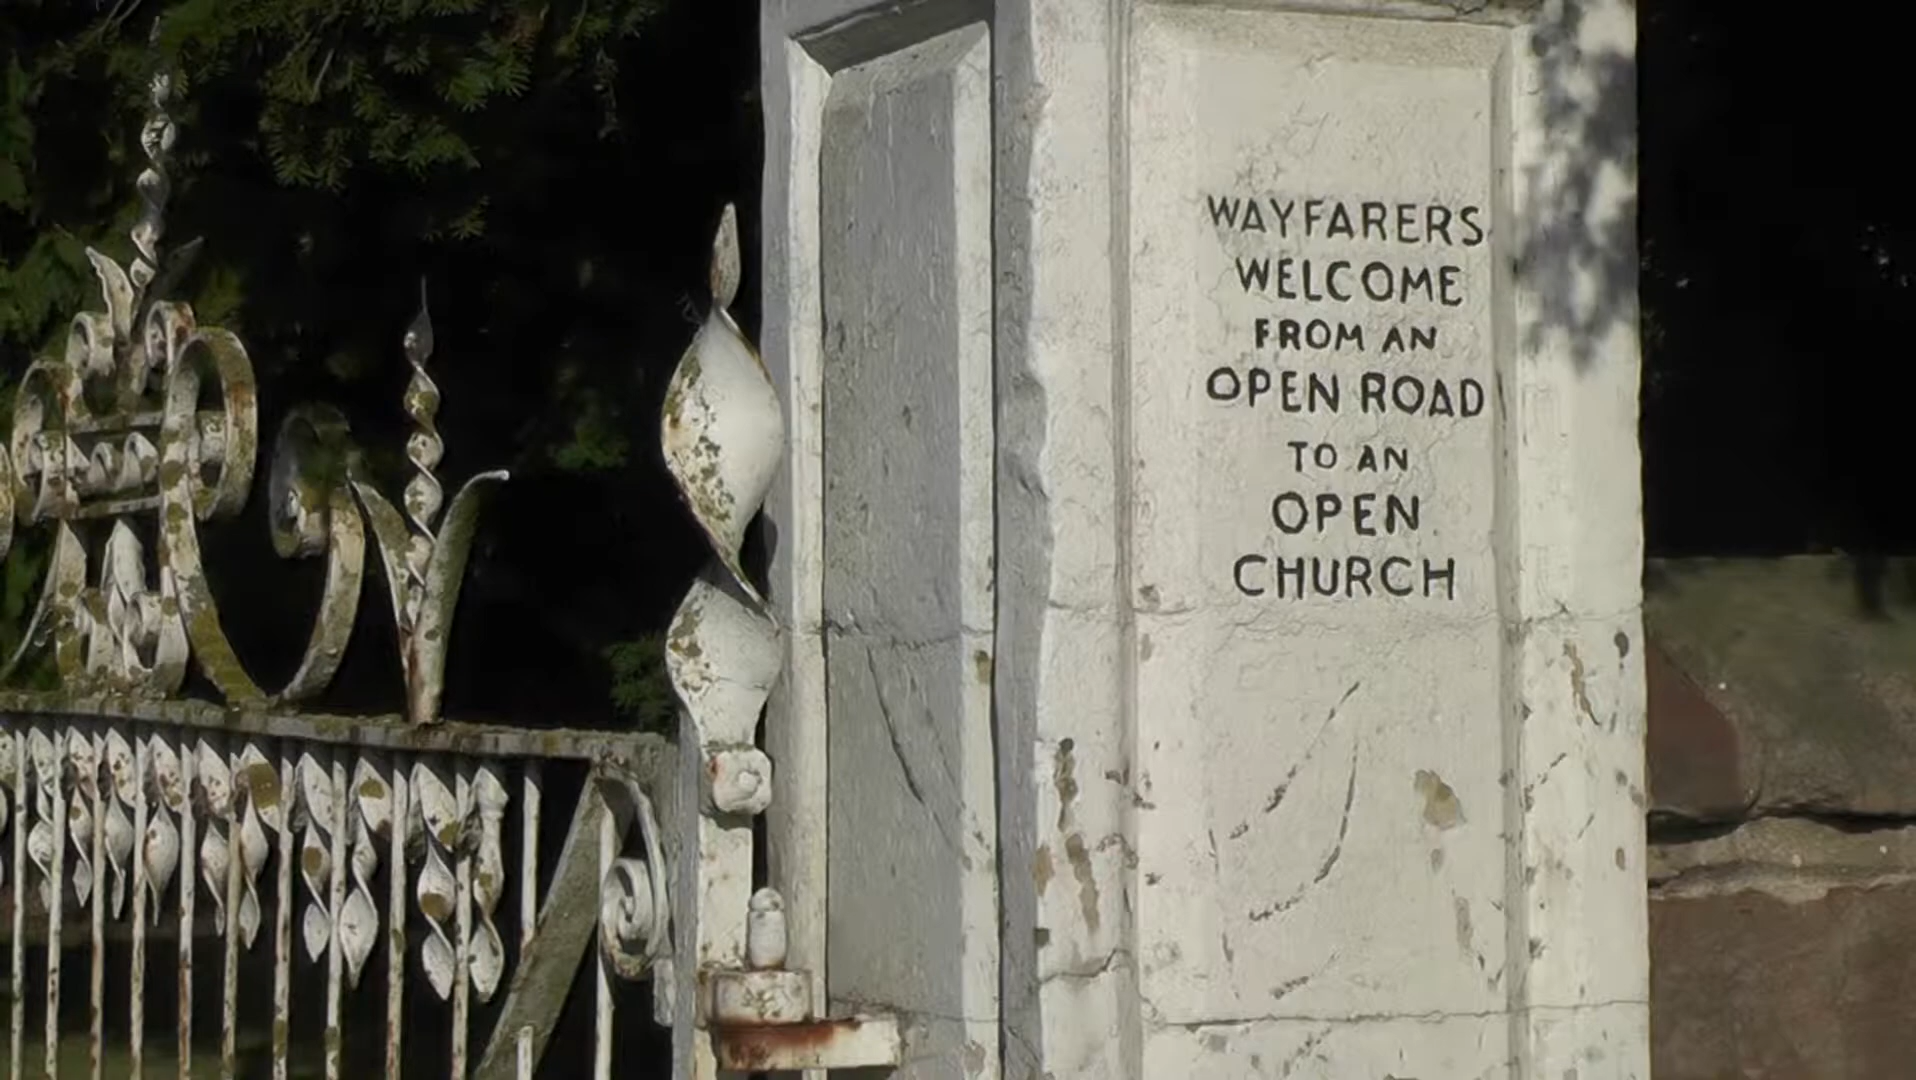 WAYFARERS
WELCOME
FROM AN
OPEN ROAD
TO AN
OPEN
CHURCH